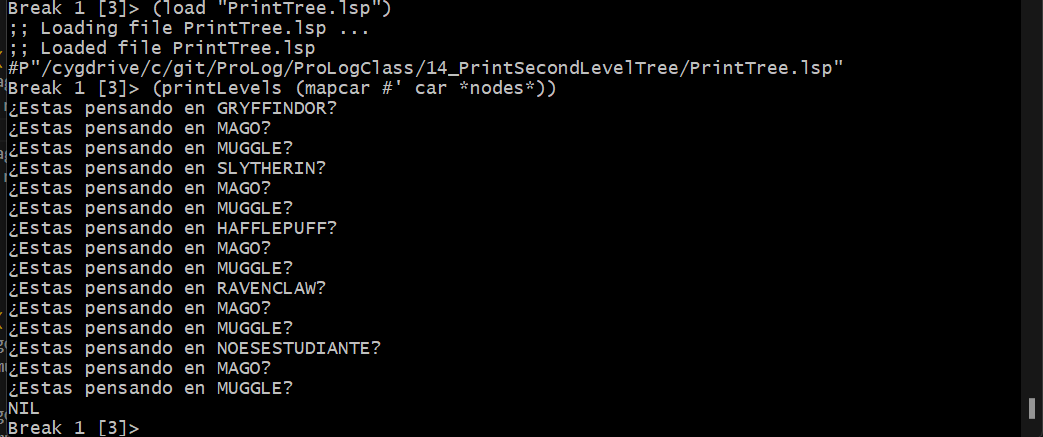 Break 1 [3]> (load "PrintTree.lsp")
;; Loading file PrintTree.lsp ...
;; Loaded file PrintTree.lsp
#P"/cygdrive/c/git/ProLog/ProLogClass/14_PrintSecondLevelTree/PrintTree.lsp"
Break 1 [3]> (printLevels (mapcar #' car *nodes*))
¿Estas pensando en GRYFFINDOR?
¿Estas pensando en MAGO?
¿Estas pensando en MUGGLE?
¿Estas pensando en SLYTHERIN?
¿Estas pensando en MAGO?
¿Estas pensando en MUGGLE?
¿Estas pensando en HAFFLEPUFF?
¿Estas pensando en MAGO?
¿Estas pensando en MUGGLE?
¿Estas pensando en RAVENCLAW?
¿Estas pensando en MAGO?
¿Estas pensando en MUGGLE?
¿Estas pensando en NOESESTUDIANTE?
¿Estas pensando en MAGO?
¿Estas pensando en MUGGLE?
NIL
Break 1 [3]>